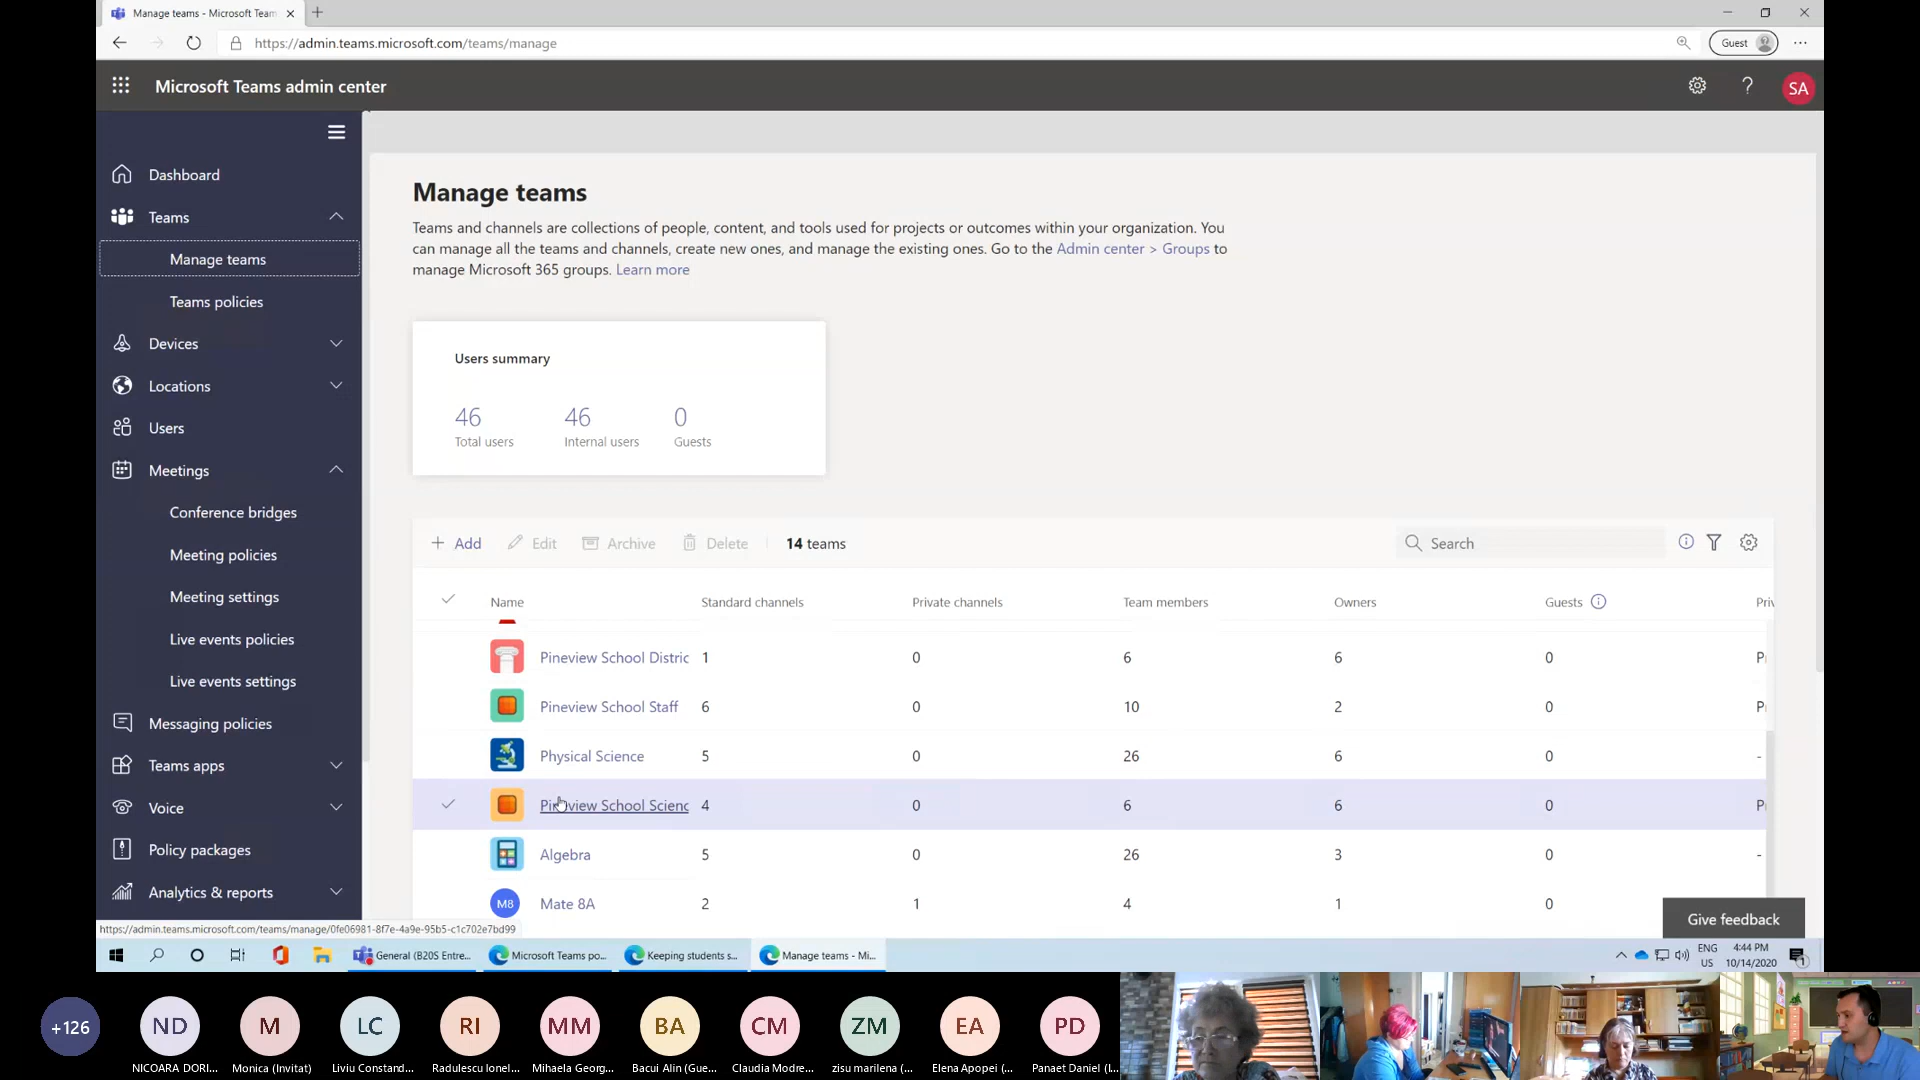 Manage teams - Microsoft Team
https://admin.teams.microsoft.com/teams/manage
Guest
Microsoft Teams admin center
SA
Dashboard
Teams
Manage teams
Teams policies
Devices
Locations
Users
Meetings
Conference bridges
Meeting policies
Meeting settings
Live events policies
Live events settings
Messaging policies
Teams apps
Voice
Policy packages
Analytics & reports
Manage teams
Teams and channels are collections of people, content, and tools used for projects or outcomes within your organization. You
can manage all the teams and channels, create new ones, and manage the existing ones. Go to the Admin center > Groups to
manage Microsoft 365 groups. Learn more
Users summary
46 46 0
Total users Internal users Guests
+ Add Edit Archive Delete 14 teams Search
Name Standard channels Private channels Team members Owners Guests Priv
Pineview School Distric 1 0 6 6 0 P
Pineview School Staff 6 0 10 2 0 P
Physical Science 5 0 26 6 0 -
Pineview School Scienc 4 0 6 6 0 P
Algebra 5 0 26 3 0 -
M8 Mate 8A 2 1 4 1 0
Give feedback
https://admin.teams.microsoft.com/teams/manage/0fe06981-8f7e-4a9e-95b5-c1c702e7bd99
General (B20S Entre... Microsoft Teams po... Keeping students s... Manage teams - Mi...
ENG
US
4:44 PM
10/14/2020
+126 ND M LC RI MM BA CM ZM EA PD
NICOARA DORI... Monica (Invitat) Liviu Constand... Radulescu Ionel... Mihaela Georg... Bacui Alin (Gue... Claudia Modre... zisu marilena (... Elena Apopei (... Panaet Daniel (I...